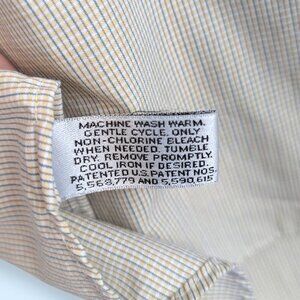 MACHINE WASH WARM.
GENTLE CYCLE. ONLY
NON-CHLORINE BLEACH
WHEN NEEDED. TUMBLE
DRY. REMOVE PROMPTLY.
COOL IRON IF DESIRED.
PATENTED U.S. PATENT NOS.
5,568,779 AND 5,590,615